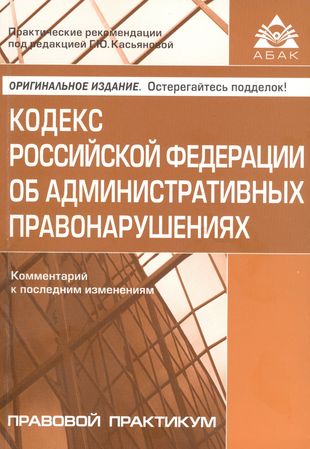 Практические рекомендации
под редакцией Г.Ю. Касьяновой
АБАК
ОРИГИНАЛЬНОЕ ИЗДАНИЕ. Остерегайтесь подделок!
КОДЕКС
РОССИЙСКОЙ ФЕДЕРАЦИИ
ОБ АДМИНИСТРАТИВНЫХ
ПРАВОНАРУШЕНИЯХ
Комментарий
к последним изменениям
ПРАВОВОЙ ПРАКТИКУМ